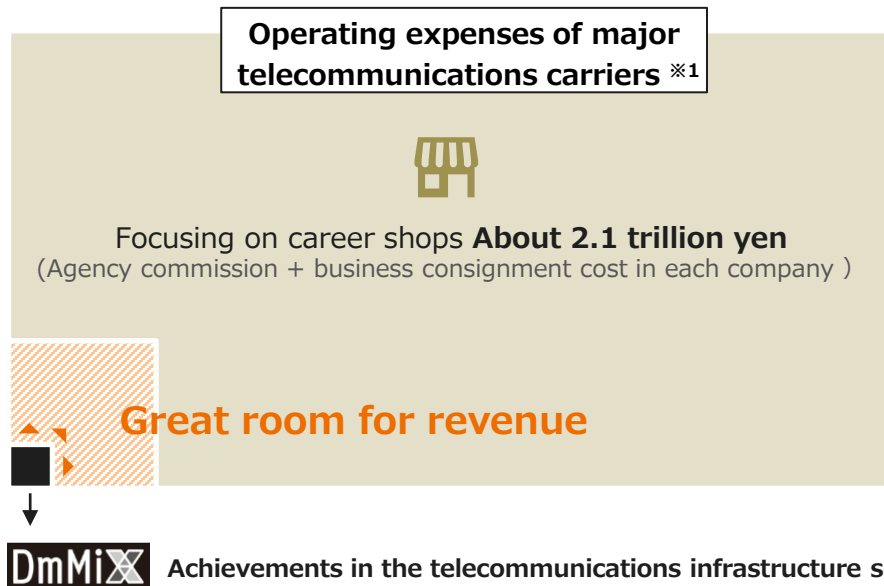 Operating expenses of major
telecommunications carriers ※1
Focusing on career shops About 2.1 trillion yen
(Agency commission + business consignment cost in each company )
Great room for revenue
DmMiX Achievements in the telecommunications infrastructure s